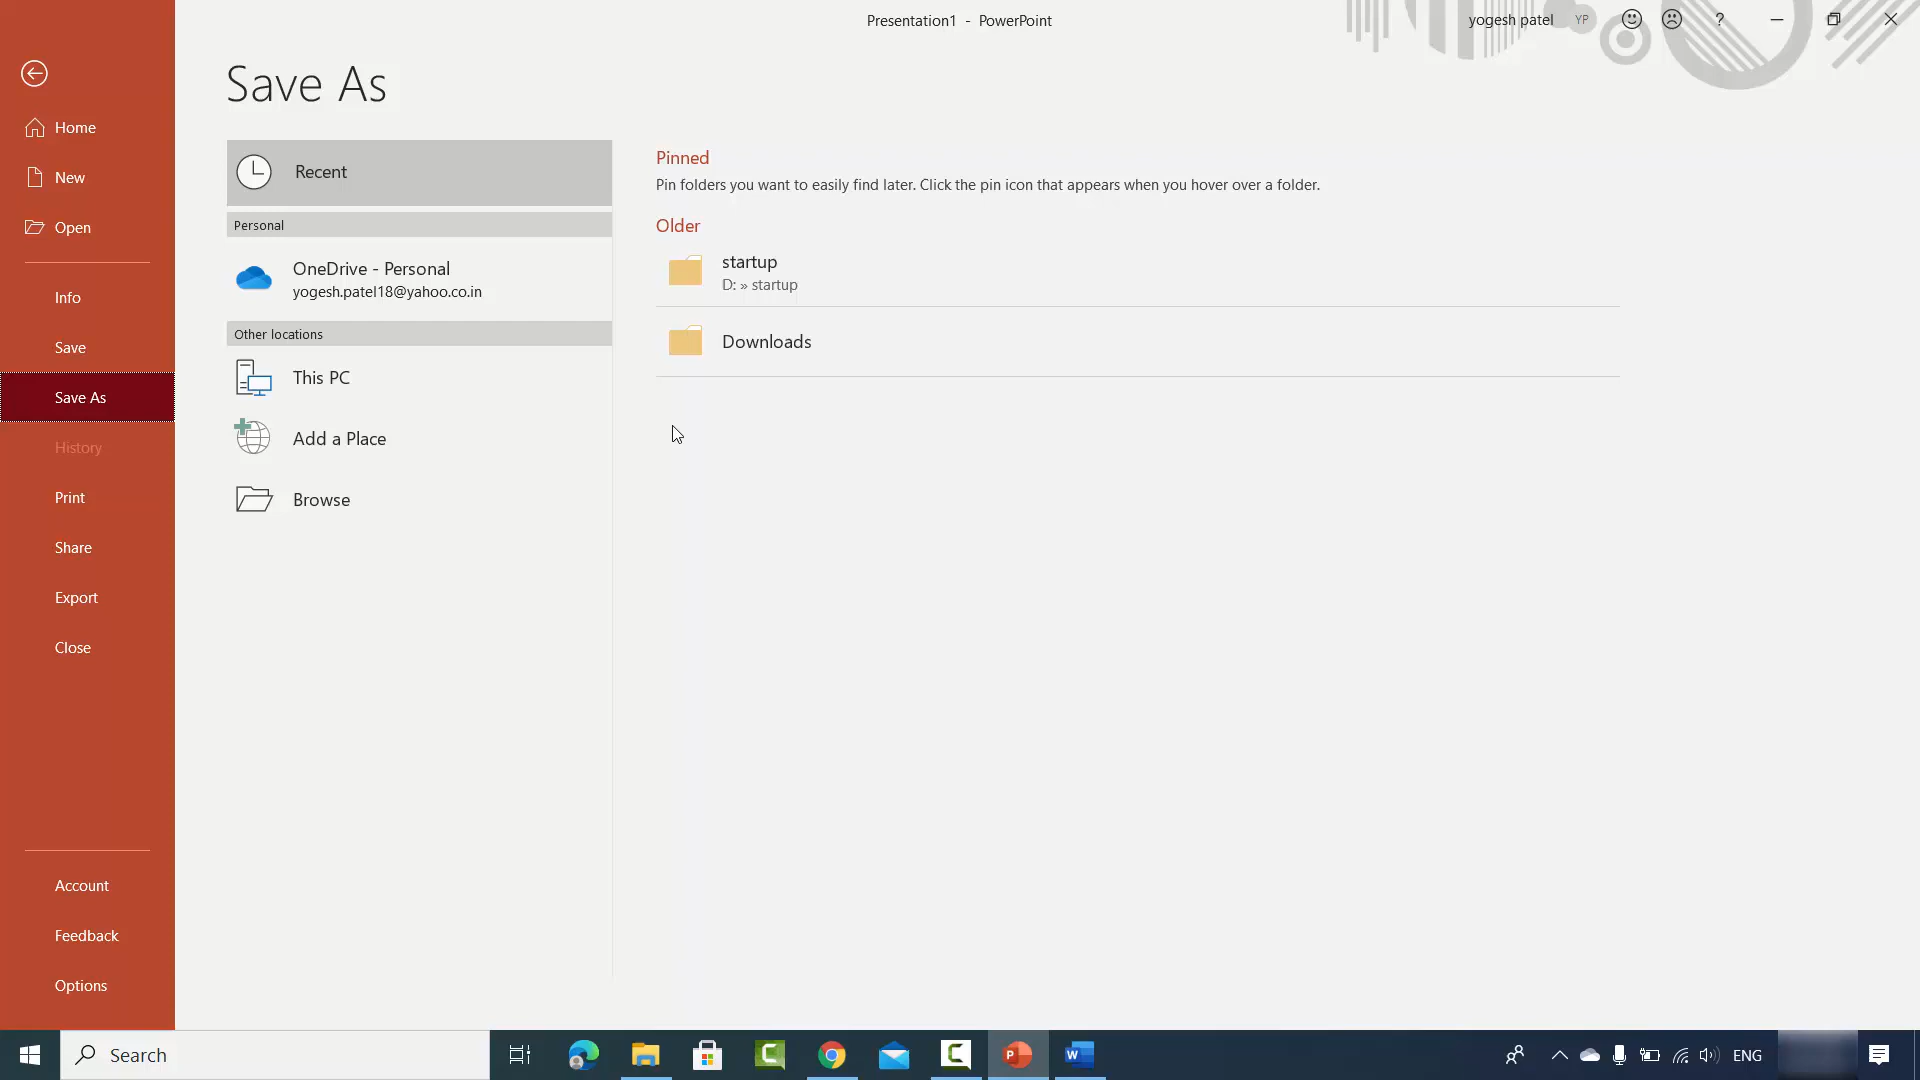 Presentation1 - PowerPoint
yogesh patel
YP
?
Save As
Home
New
Open
Info
Save
Save As
History
Print
Share
Export
Close
Account
Feedback
Options
Recent
Personal
OneDrive - Personal
yogesh.patel18@yahoo.co.in
Other locations
This PC
Add a Place
Browse
Pinned
Pin folders you want to easily find later. Click the pin icon that appears when you hover over a folder.
Older
startup
D: » startup
Downloads
Search
ENG